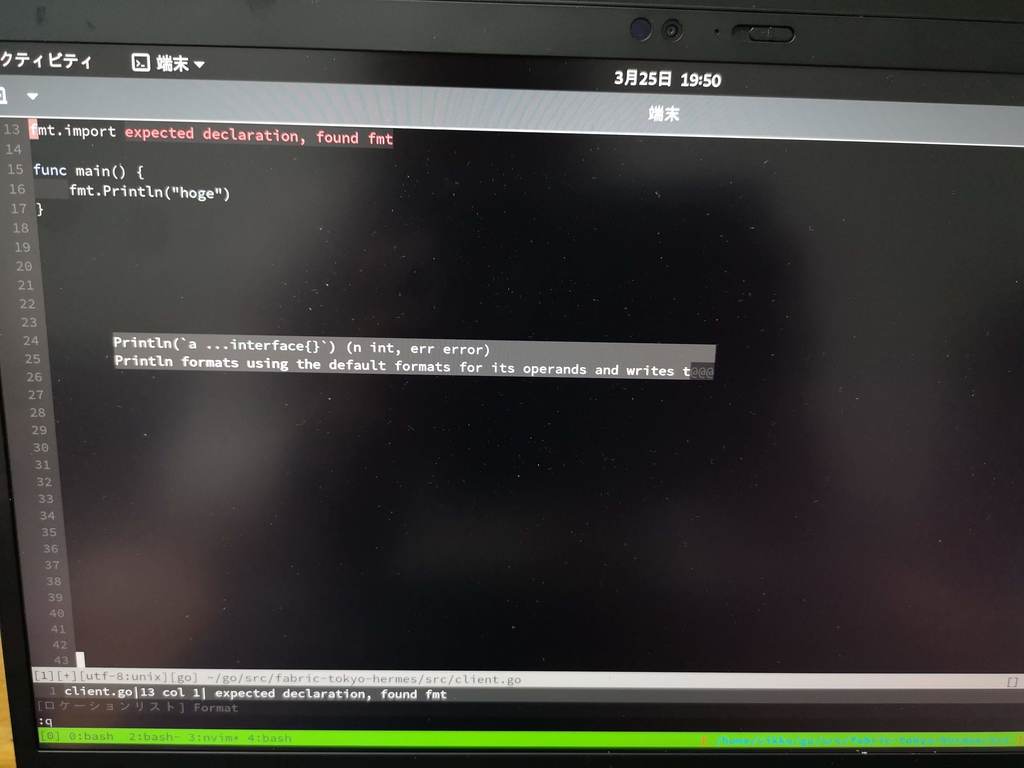 クティビティ 端末
3月25日 19:50
端末
13 fmt.import expected declaration, found fmt
14
15 func main() {
16 fmt.Println("hoge")
17 }
18
19
20
21
22
23
24 Println(`a ...interface{}`) (n int, err error)
25 Println formats using the default formats for its operands and writes t@@@
26
27
28
29
30
31
32
33
34
35
36
37
38
39
40
41
42
43
[1][+][utf-8:unix][go] ~/go/src/fabric-tokyo-hermes/src/client.go []
1 client.go|13 col 1| expected declaration, found fmt
[ロケーションリスト] Format
:q
[0] 0:bash 2:bash- 3:nvim* 4:bash